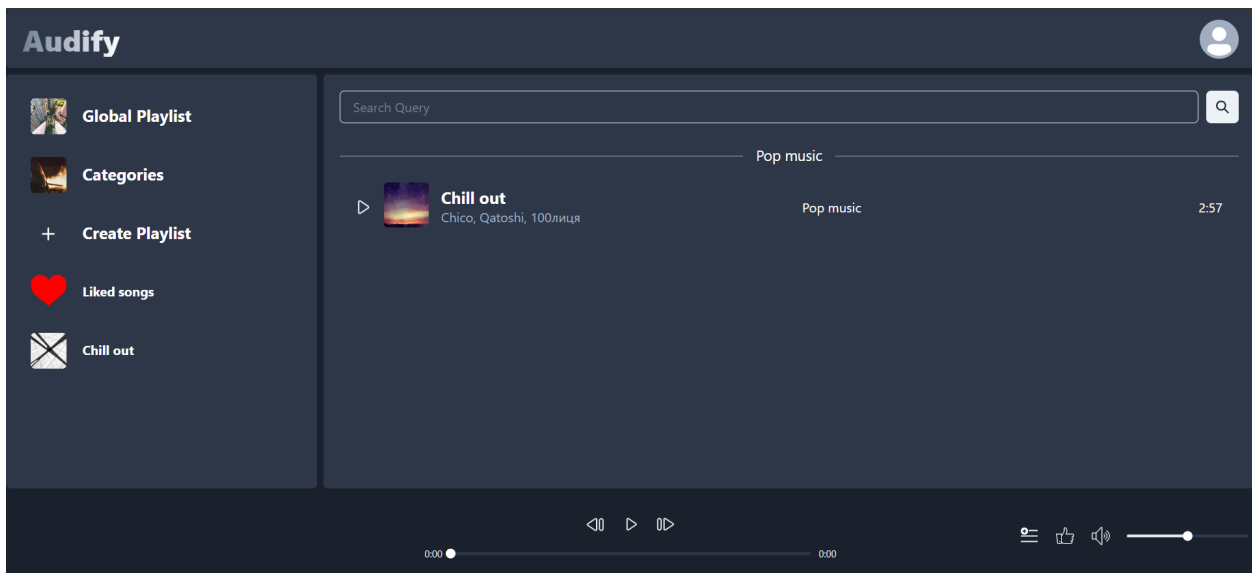 Audify
Global Playlist
Categories
+ Create Playlist
Liked songs
Chill out
Search Query
Pop music
Chill out
Chico, Qatoshi, 100лиця
Pop music
2:57
0:00
0:00